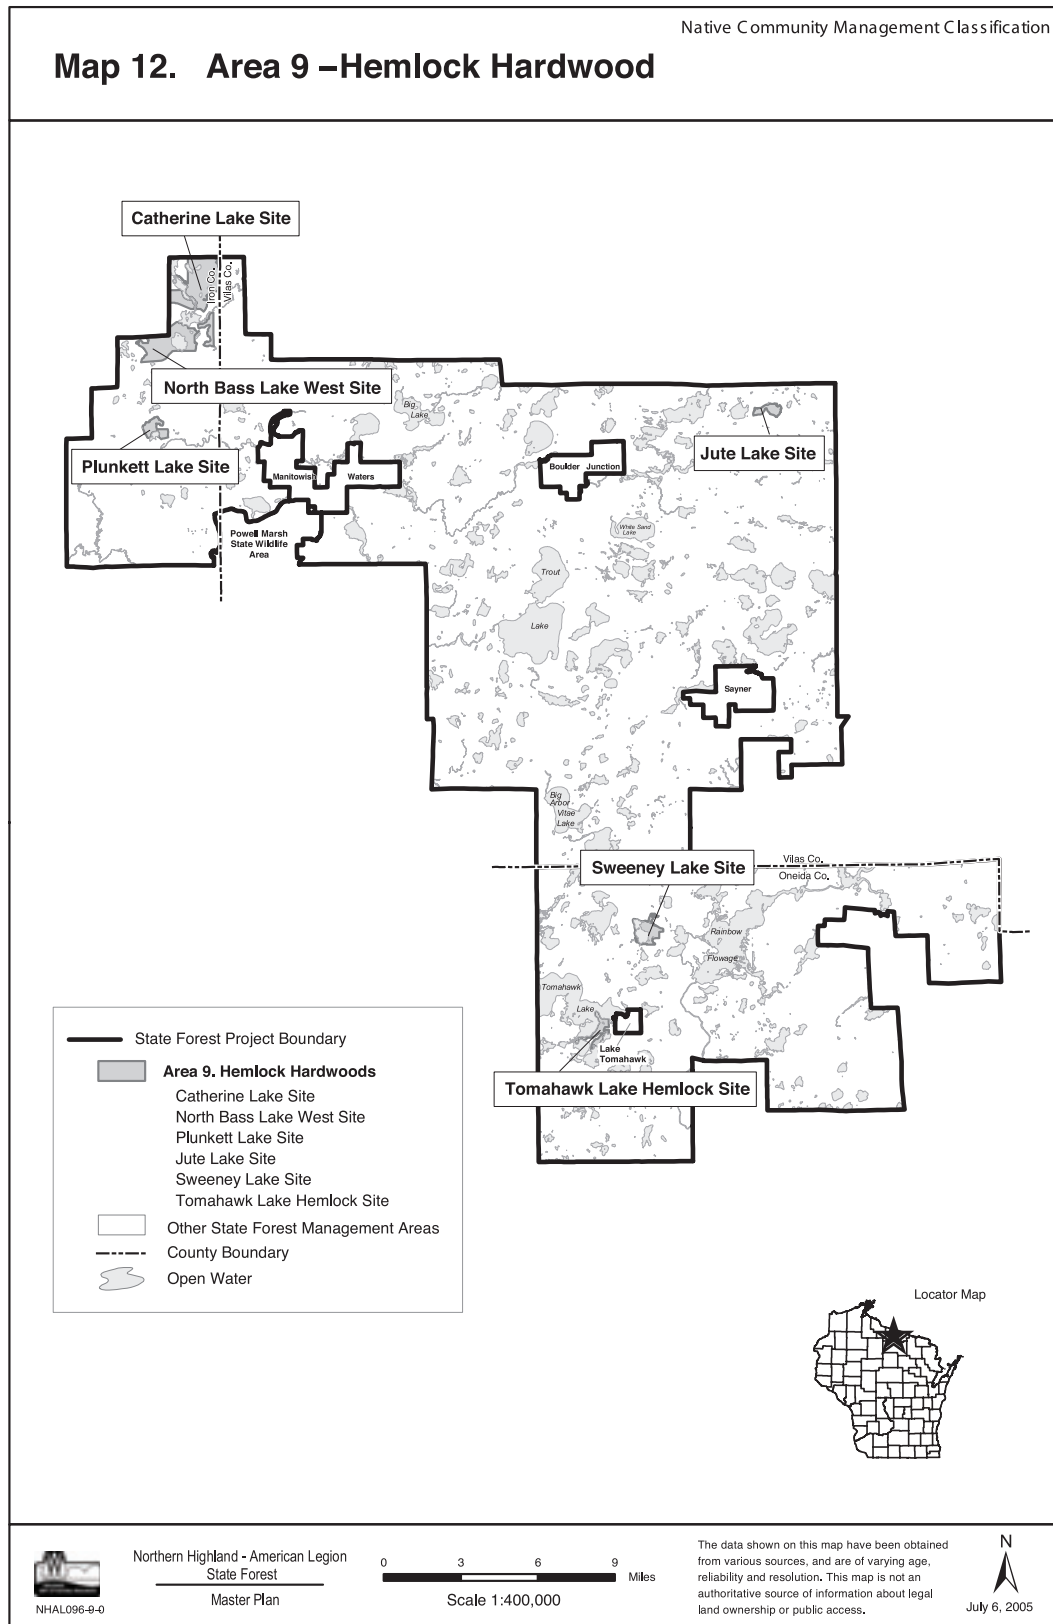 Native Community Management Classification
Map 12. Area 9 –Hemlock Hardwood
Catherine Lake Site
Iron Co.
Vilas Co.
North Bass Lake West Site
Big
Lake
Plunkett Lake Site
Jute Lake Site
Manitowish Waters
Boulder Junction
Powell Marsh
State Wildlife
Area
White Sand
Lake
Trout
Lake
Sayner
Big
Arbor
Vitae
Lake
Sweeney Lake Site
Vilas Co.
Oneida Co.
Rainbow
Flowage
Tomahawk
Lake
Lake
Tomahawk
Tomahawk Lake Hemlock Site
State Forest Project Boundary
Area 9. Hemlock Hardwoods
Catherine Lake Site
North Bass Lake West Site
Plunkett Lake Site
Jute Lake Site
Sweeney Lake Site
Tomahawk Lake Hemlock Site
Other State Forest Management Areas
County Boundary
Open Water
Locator Map
NHAL096-9-0
Northern Highland - American Legion
State Forest
Master Plan
0 3 6 9
Miles
Scale 1:400,000
The data shown on this map have been obtained
from various sources, and are of varying age,
reliability and resolution. This map is not an
authoritative source of information about legal
land ownership or public access.
N
July 6, 2005